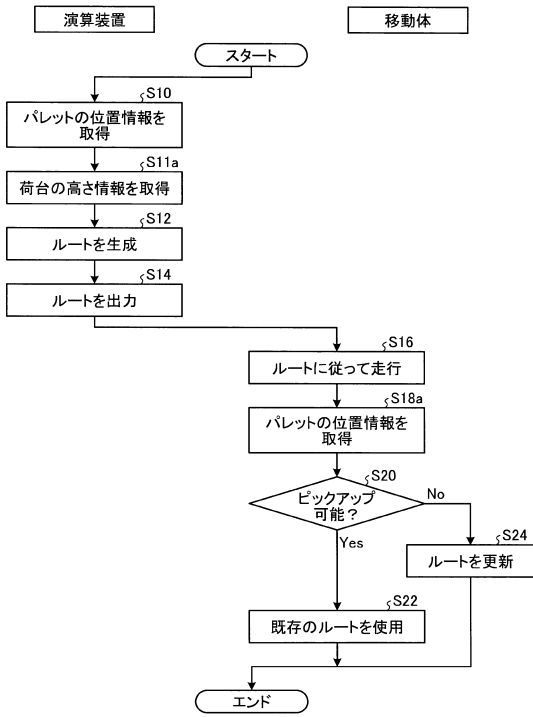 演算装置
移動体
スタート
S10
パレットの位置情報を
取得
S11a
荷台の高さ情報を取得
S12
ルートを生成
S14
ルートを出力
S16
ルートに従って走行
S18a
パレットの位置情報を
取得
S20
ピックアップ
可能?
No
Yes
S24
ルートを更新
S22
既存のルートを使用
エンド